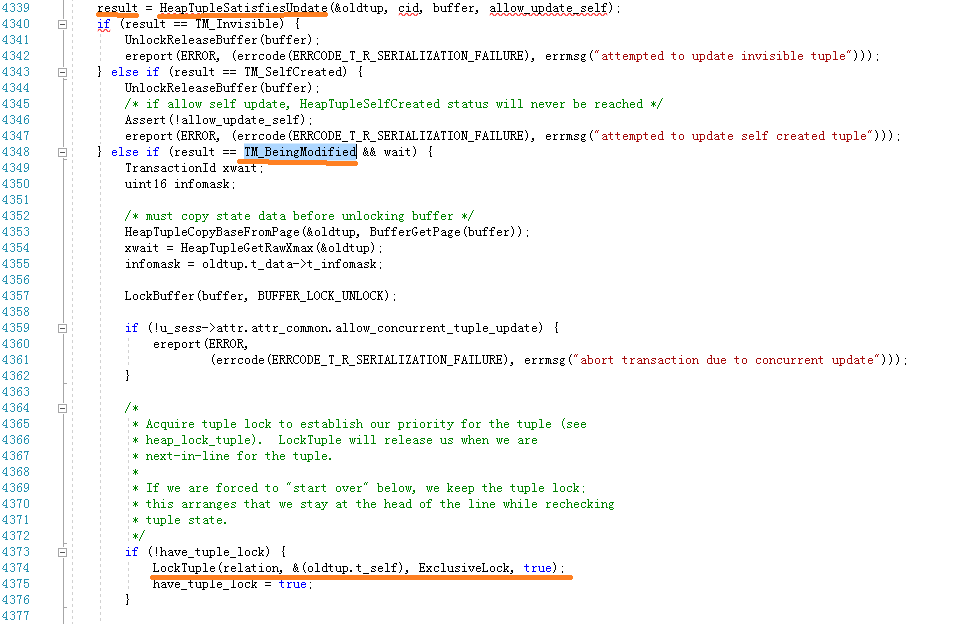 4339 result = HeapTupleSatisfiesUpdate(&oldtup, cid, buffer, allow_update_self);
4340 if (result == TM_Invisible) {
4341 UnlockReleaseBuffer(buffer);
4342 ereport(ERROR, (errcode(ERRCODE_T_R_SERIALIZATION_FAILURE), errmsg("attempted to update invisible tuple")));
4343 } else if (result == TM_SelfCreated) {
4344 UnlockReleaseBuffer(buffer);
4345 /* if allow self update, HeapTupleSelfCreated status will never be reached */
4346 Assert(!allow_update_self);
4347 ereport(ERROR, (errcode(ERRCODE_T_R_SERIALIZATION_FAILURE), errmsg("attempted to update self created tuple")));
4348 } else if (result == TM_BeingModified && wait) {
4349 TransactionId xwait;
4350 uint16 infomask;
4351
4352 /* must copy state data before unlocking buffer */
4353 HeapTupleCopyBaseFromPage(&oldtup, BufferGetPage(buffer));
4354 xwait = HeapTupleGetRawXmax(&oldtup);
4355 infomask = oldtup.t_data->t_infomask;
4356
4357 LockBuffer(buffer, BUFFER_LOCK_UNLOCK);
4358
4359 if (!u_sess->attr.attr_common.allow_concurrent_tuple_update) {
4360 ereport(ERROR,
4361 (errcode(ERRCODE_T_R_SERIALIZATION_FAILURE), errmsg("abort transaction due to concurrent update")));
4362 }
4363
4364 /*
4365 * Acquire tuple lock to establish our priority for the tuple (see
4366 * heap_lock_tuple).  LockTuple will release us when we are
4367 * next-in-line for the tuple.
4368 *
4369 * If we are forced to "start over" below, we keep the tuple lock;
4370 * this arranges that we stay at the head of the line while rechecking
4371 * tuple state.
4372 */
4373 if (!have_tuple_lock) {
4374 LockTuple(relation, &(oldtup.t_self), ExclusiveLock, true);
4375 have_tuple_lock = true;
4376 }
4377